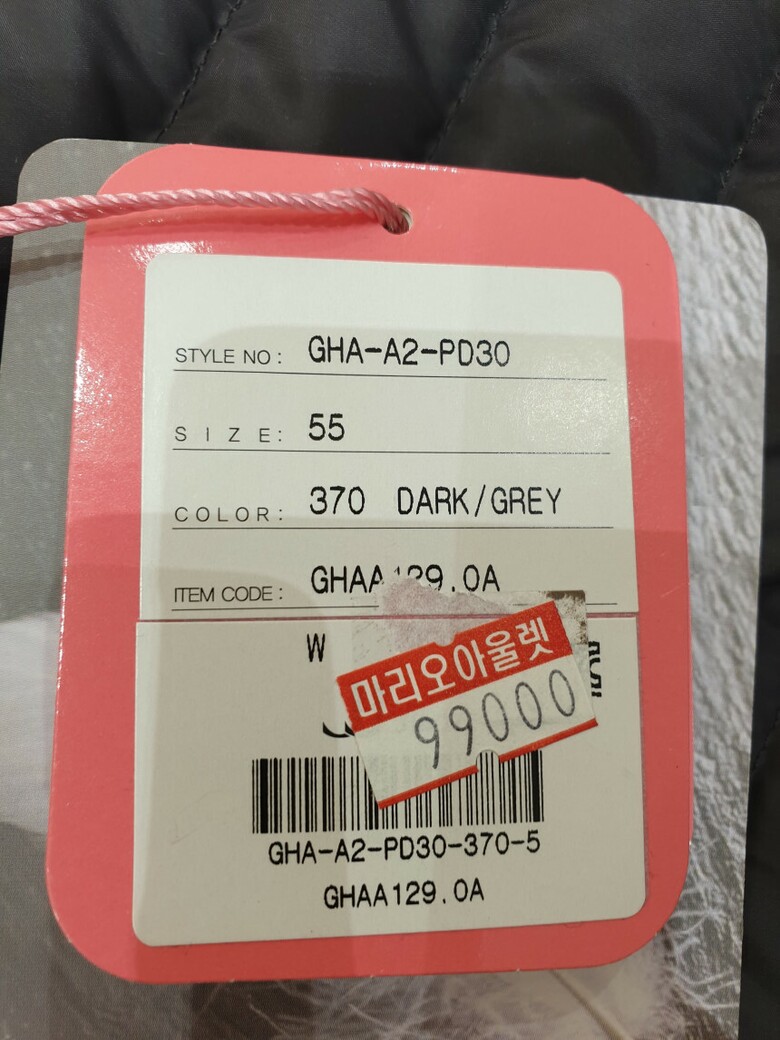 STYLE NO: GHA-A2-PD30
SIZE: 55
COLOR: 370 DARK/GREY
ITEM CODE: GHAA129.0A
W
마리오아울렛
99000
GHA-A2-PD30-370-5
GHAA129.0A